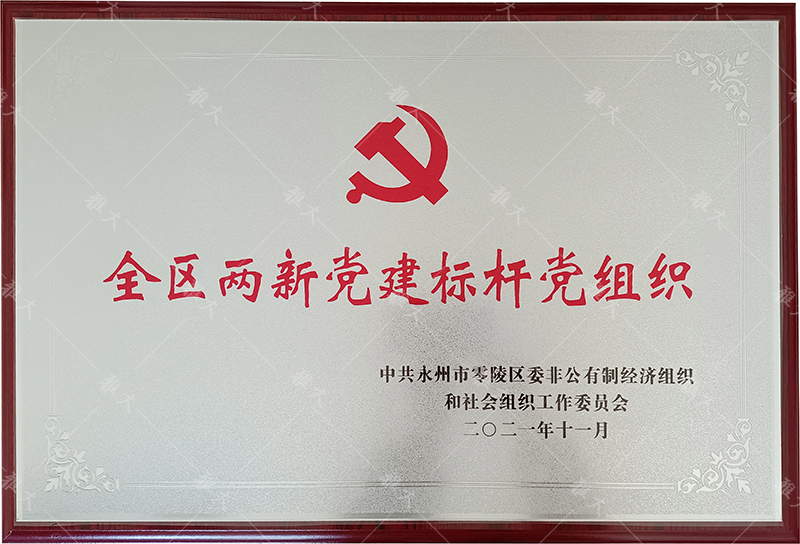 全区两新党建标杆党组织
中共永州市零陵区委非公有制经济组织
和社会组织工作委员会
二〇二一年十一月